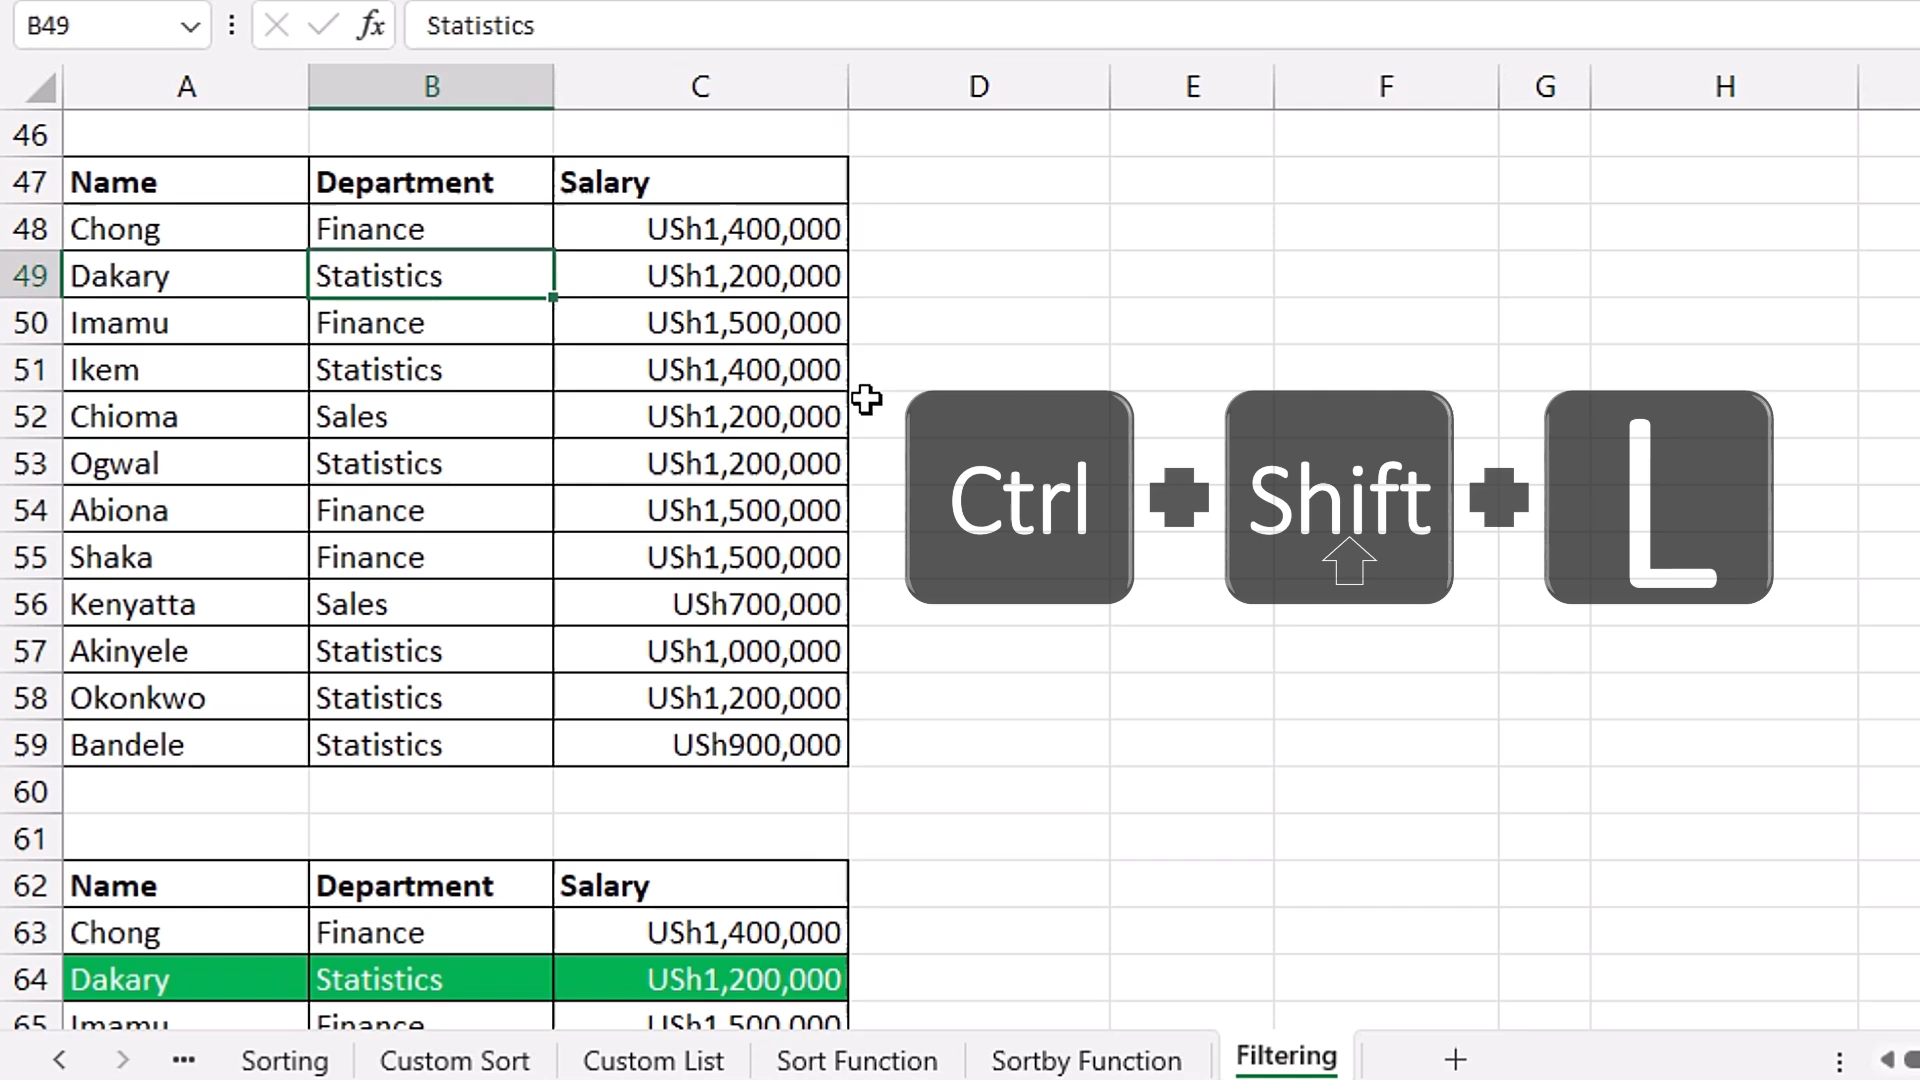 B49 fx Statistics
A B C D E F G H
46
47 Name Department Salary
48 Chong Finance USh1,400,000
49 Dakary Statistics USh1,200,000
50 Imamu Finance USh1,500,000
51 Ikem Statistics USh1,400,000
52 Chioma Sales USh1,200,000
53 Ogwal Statistics USh1,200,000
54 Abiona Finance USh1,500,000
55 Shaka Finance USh1,500,000
56 Kenyatta Sales USh700,000
57 Akinyele Statistics USh1,000,000
58 Okonkwo Statistics USh1,200,000
59 Bandele Statistics USh900,000
60
61
62 Name Department Salary
63 Chong Finance USh1,400,000
64 Dakary Statistics USh1,200,000
65 Imamu Finance USh1,500,000
Ctrl + Shift + L
Sorting Custom Sort Custom List Sort Function Sortby Function Filtering